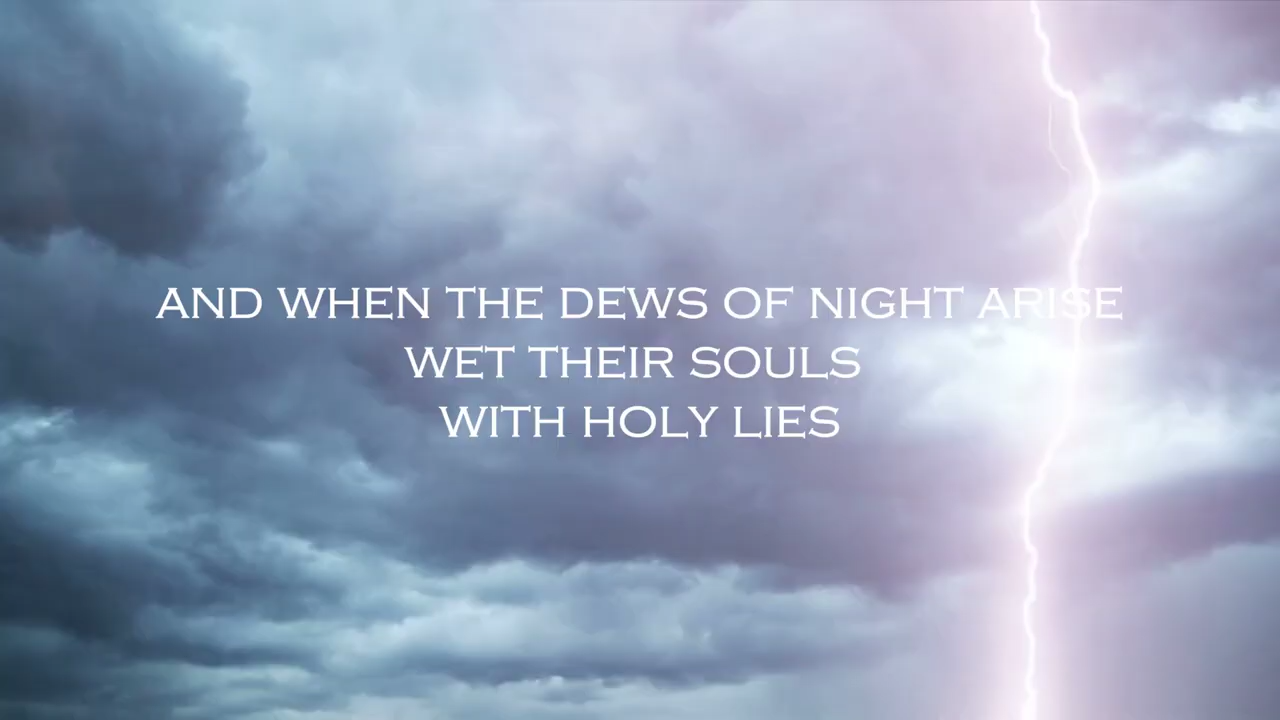 AND WHEN THE DEWS OF NIGHT ARISE
WET THEIR SOULS
WITH HOLY LIES